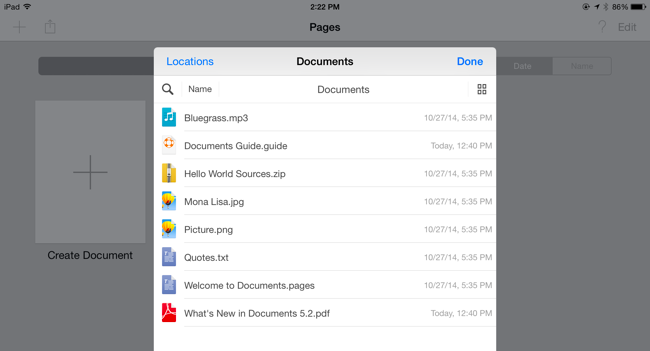 iPad 2:22 PM 86%
Pages
? Edit
Locations Documents Done
Date Name
Name Documents
Bluegrass.mp3 10/27/14, 5:35 PM
Documents Guide.guide Today, 12:40 PM
Hello World Sources.zip 10/27/14, 5:35 PM
Mona Lisa.jpg 10/27/14, 5:35 PM
Picture.png 10/27/14, 5:35 PM
Quotes.txt 10/27/14, 5:35 PM
Create Document
Welcome to Documents.pages 10/27/14, 5:35 PM
What's New in Documents 5.2.pdf Today, 12:40 PM